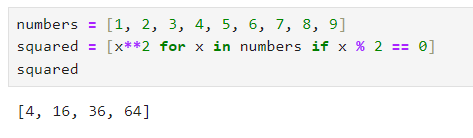 numbers = [1, 2, 3, 4, 5, 6, 7, 8, 9]
squared = [x**2 for x in numbers if x % 2 == 0]
squared
[4, 16, 36, 64]